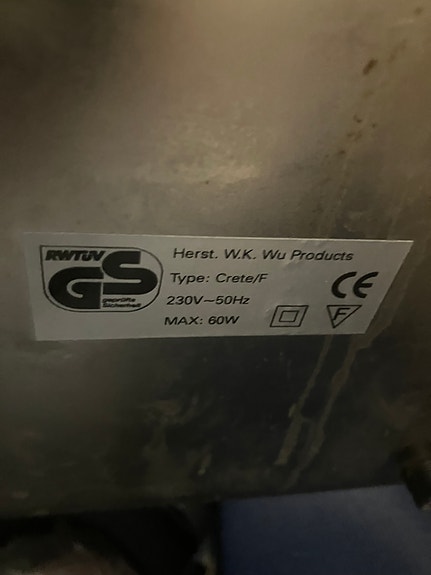 RWTÜV
GS
geprüfte
Sicherheit
Herst. W.K. Wu Products
Type: Crete/F
230V~50Hz
MAX: 60W
F
CE